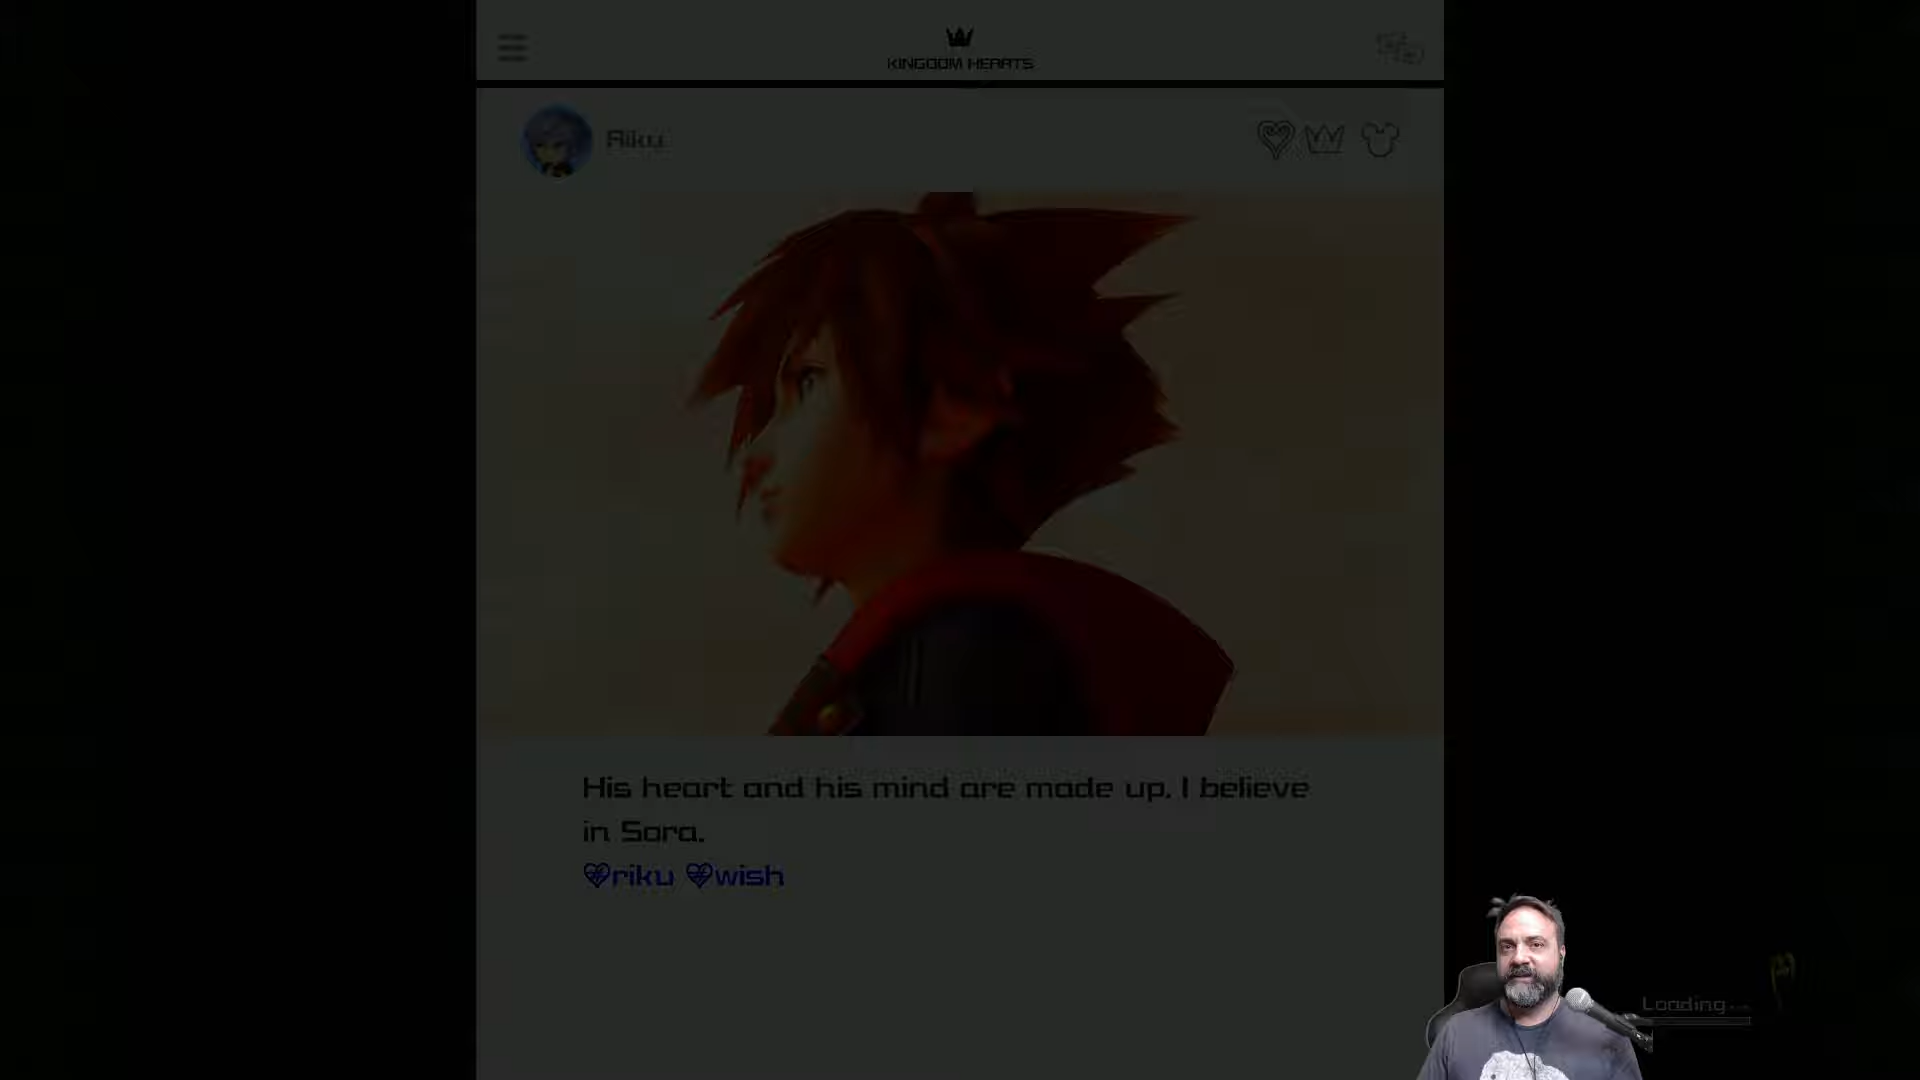 KINGDOM HEARTS
Riku
His heart and his mind are made up. I believe
in Sora.
riku wish
Loading...